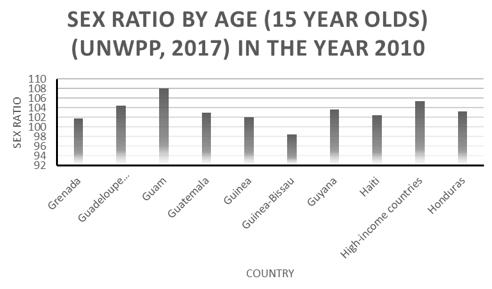 SEX RATIO BY AGE (15 YEAR OLDS)
(UNWPP, 2017) IN THE YEAR 2010
SEX RATIO
110
108
106
104
102
100
98
96
94
92
Grenada
Guadeloupe...
Guam
Guatemala
Guinea
Guinea-Bissau
Guyana
Haiti
High-income countries
Honduras
COUNTRY